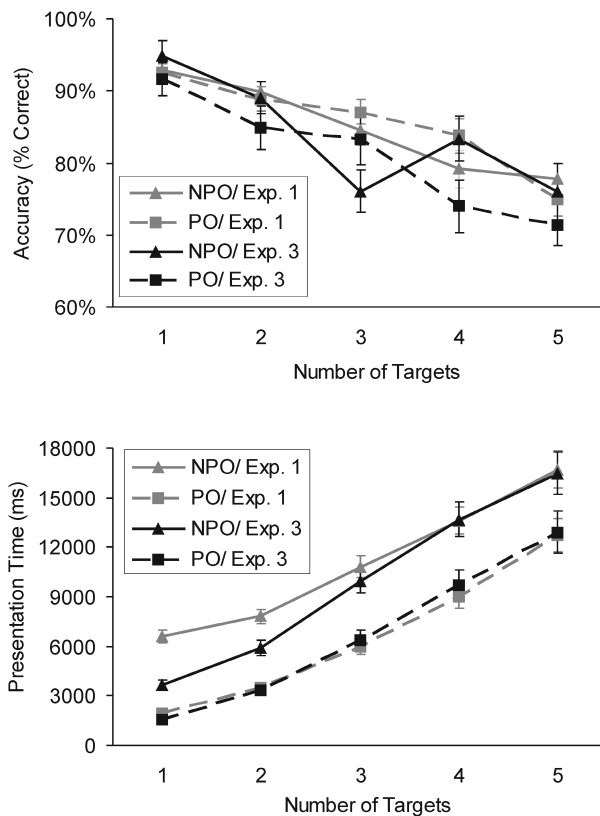 100%
90%
80%
70%
60%
Accuracy (% Correct)
NPO/ Exp. 1
PO/ Exp. 1
NPO/ Exp. 3
PO/ Exp. 3
1 2 3 4 5
Number of Targets
18000
15000
12000
9000
6000
3000
0
Presentation Time (ms)
NPO/ Exp. 1
PO/ Exp. 1
NPO/ Exp. 3
PO/ Exp. 3
1 2 3 4 5
Number of Targets